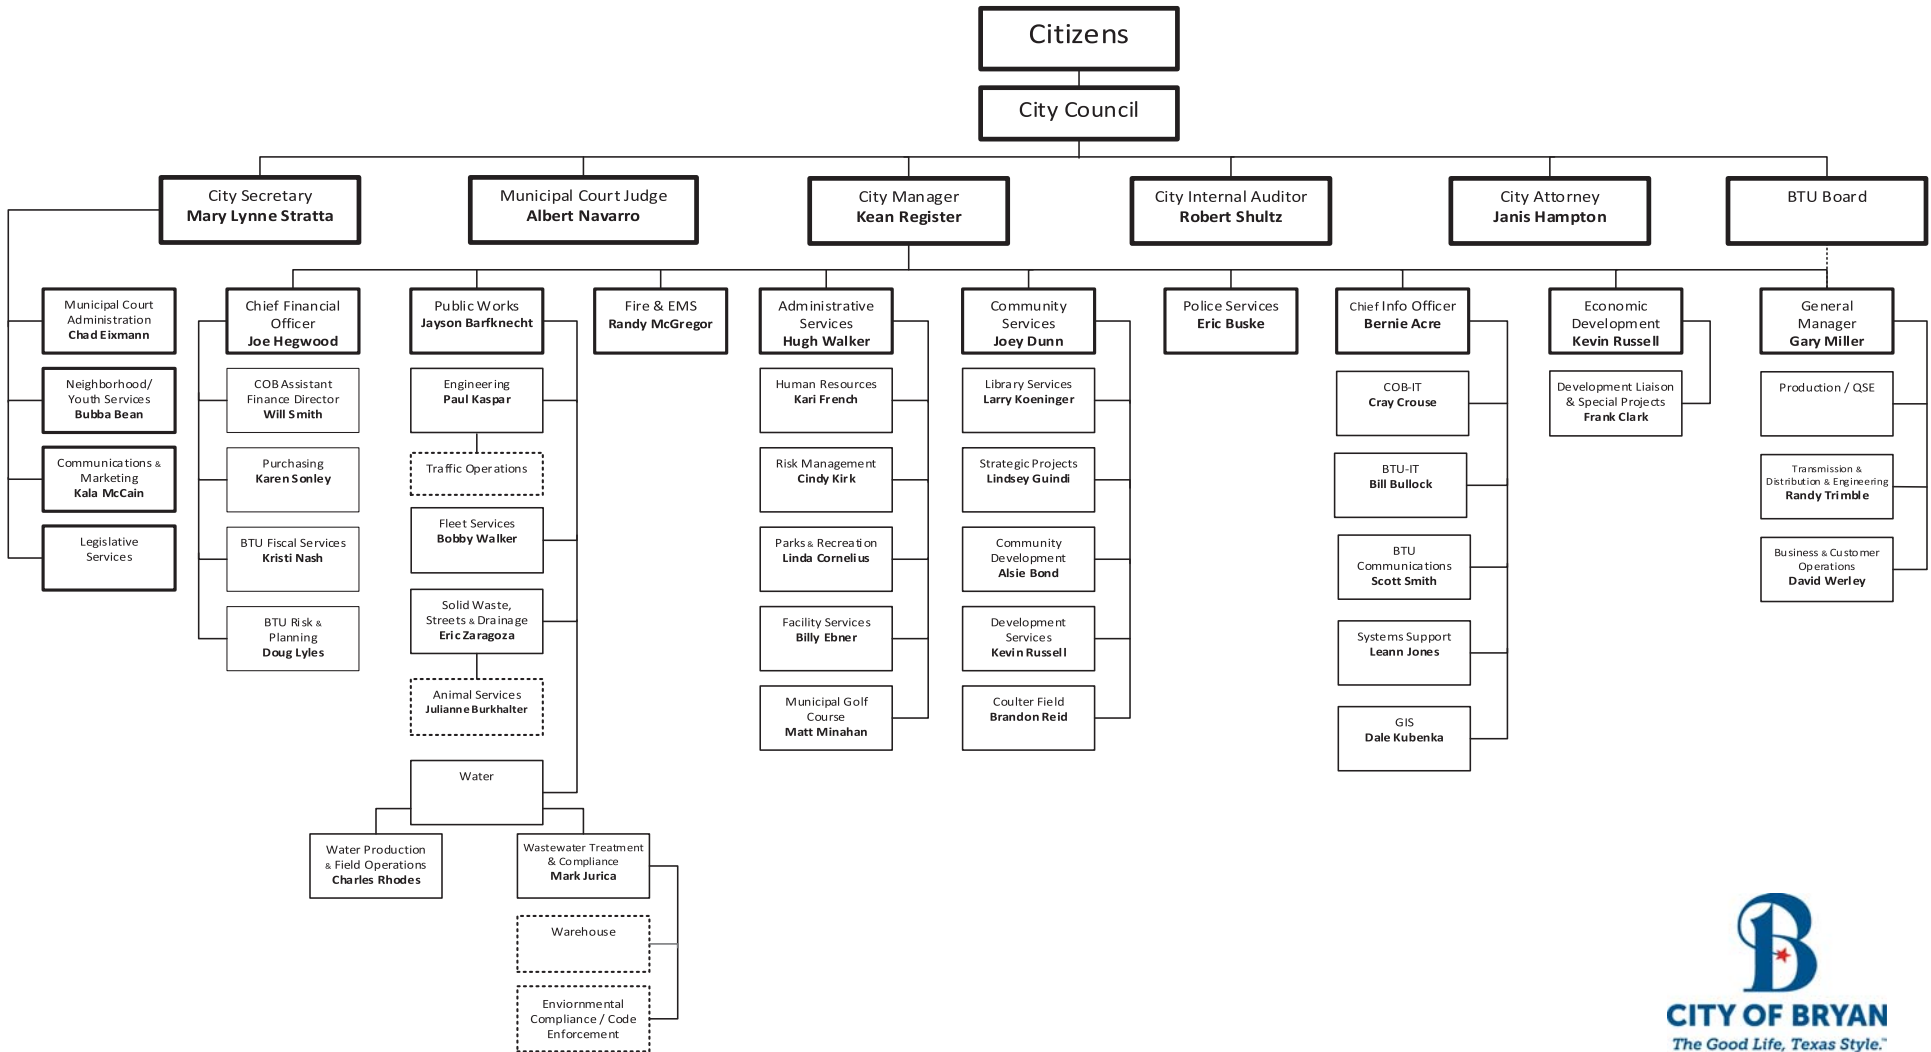 Citizens
City Council
City Secretary
Mary Lynne Stratta
Municipal Court Judge
Albert Navarro
City Manager
Kean Register
City Internal Auditor
Robert Shultz
City Attorney
Janis Hampton
BTU Board
Municipal Court
Administration
Chad Eixmann
Neighborhood/
Youth Services
Bubba Bean
Communications &
Marketing
Kala McCain
Legislative
Services
Chief Financial
Officer
Joe Hegwood
COB Assistant
Finance Director
Will Smith
Purchasing
Karen Sonley
BTU Fiscal Services
Kristi Nash
BTU Risk &
Planning
Doug Lyles
Public Works
Jayson Barfknecht
Engineering
Paul Kaspar
Traffic Operations
Fleet Services
Bobby Walker
Solid Waste,
Streets & Drainage
Eric Zaragoza
Animal Services
Julianne Burkhalter
Water
Water Production
& Field Operations
Charles Rhodes
Wastewater Treatment
& Compliance
Mark Jurica
Warehouse
Enviornmental
Compliance / Code
Enforcement
Fire & EMS
Randy McGregor
Administrative
Services
Hugh Walker
Human Resources
Kari French
Risk Management
Cindy Kirk
Parks & Recreation
Linda Cornelius
Facility Services
Billy Ebner
Municipal Golf
Course
Matt Minahan
Community
Services
Joey Dunn
Library Services
Larry Koeninger
Strategic Projects
Lindsey Guindi
Community
Development
Alsie Bond
Development
Services
Kevin Russell
Coulter Field
Brandon Reid
Police Services
Eric Buske
Chief Info Officer
Bernie Acre
COB-IT
Cray Crouse
BTU-IT
Bill Bullock
BTU
Communications
Scott Smith
Systems Support
Leann Jones
GIS
Dale Kubenka
Economic
Development
Kevin Russell
Development Liaison
& Special Projects
Frank Clark
General
Manager
Gary Miller
Production / QSE
Transmission &
Distribution & Engineering
Randy Trimble
Business & Customer
Operations
David Werley
B
CITY OF BRYAN
The Good Life, Texas Style.™